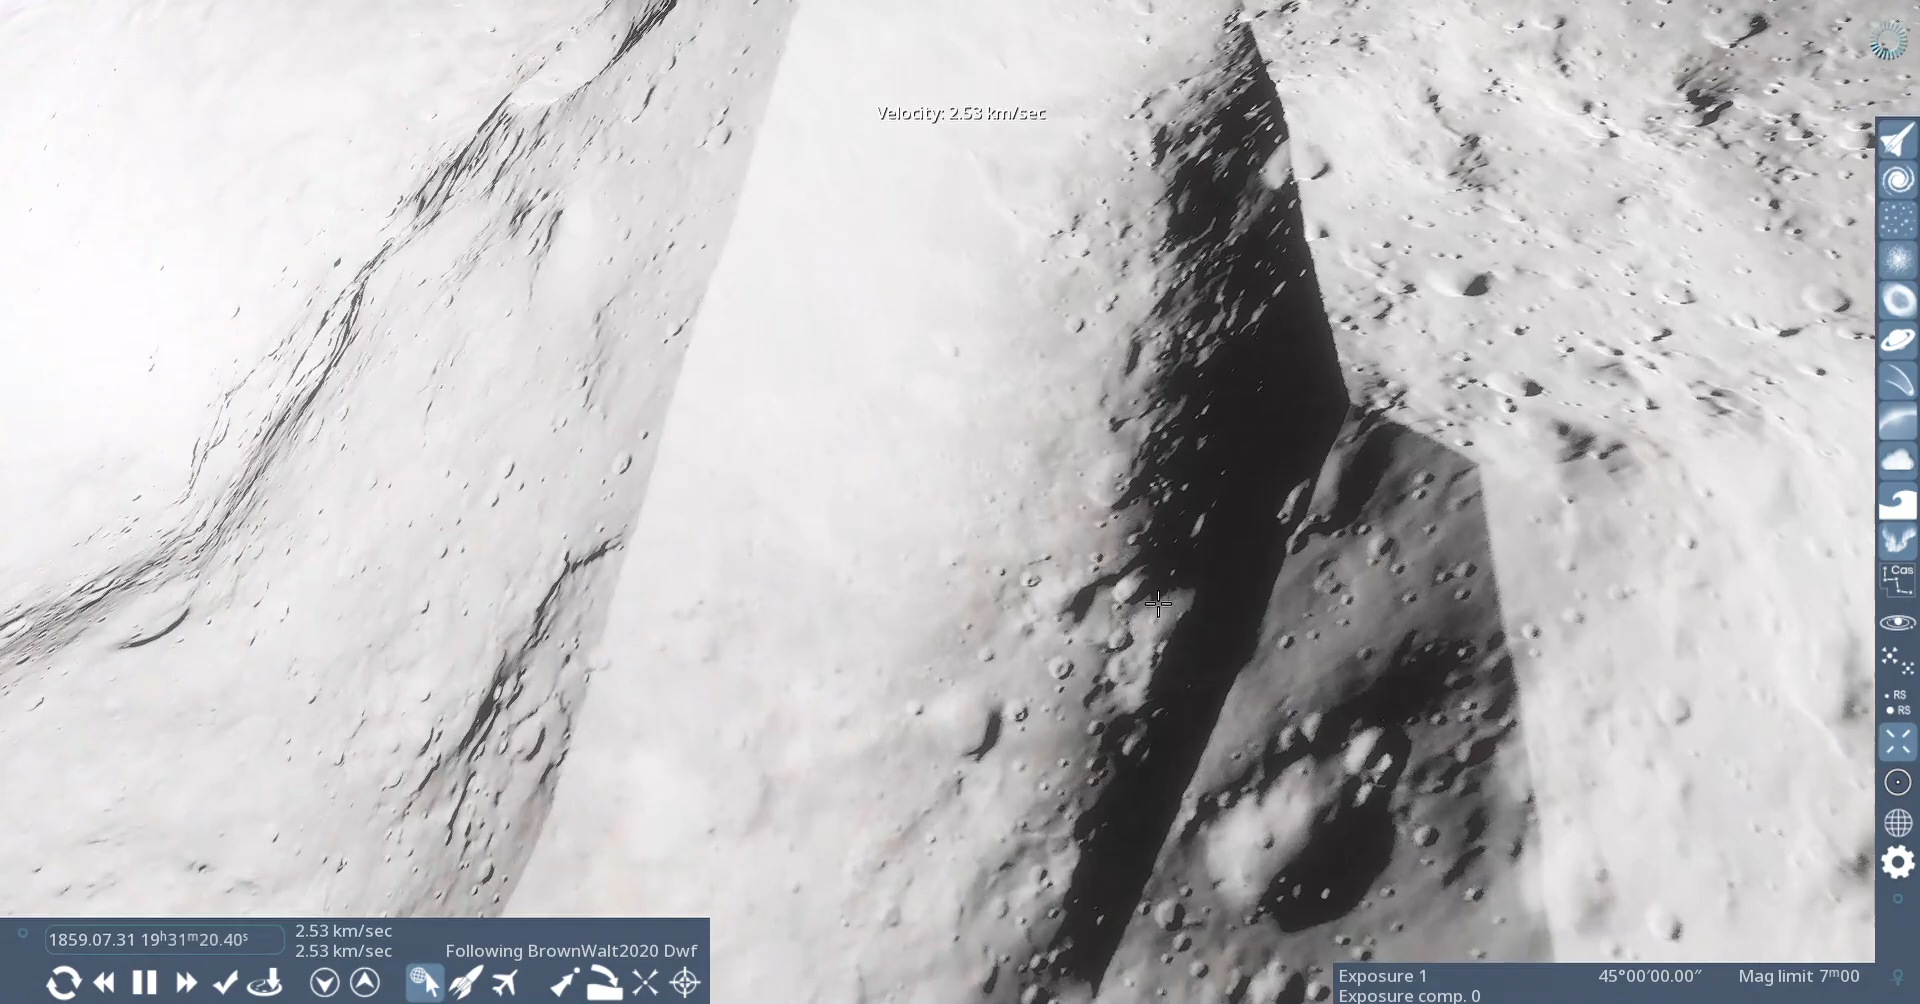 Velocity: 2.53 km/sec
Cas
RS
RS
1859.07.31 19ʰ31ᵐ20.40ˢ
2.53 km/sec
2.53 km/sec
Following BrownWalt2020 Dwf
Exposure 1
45°00′00.00″
Mag limit 7ᵐ00
Exposure comp. 0